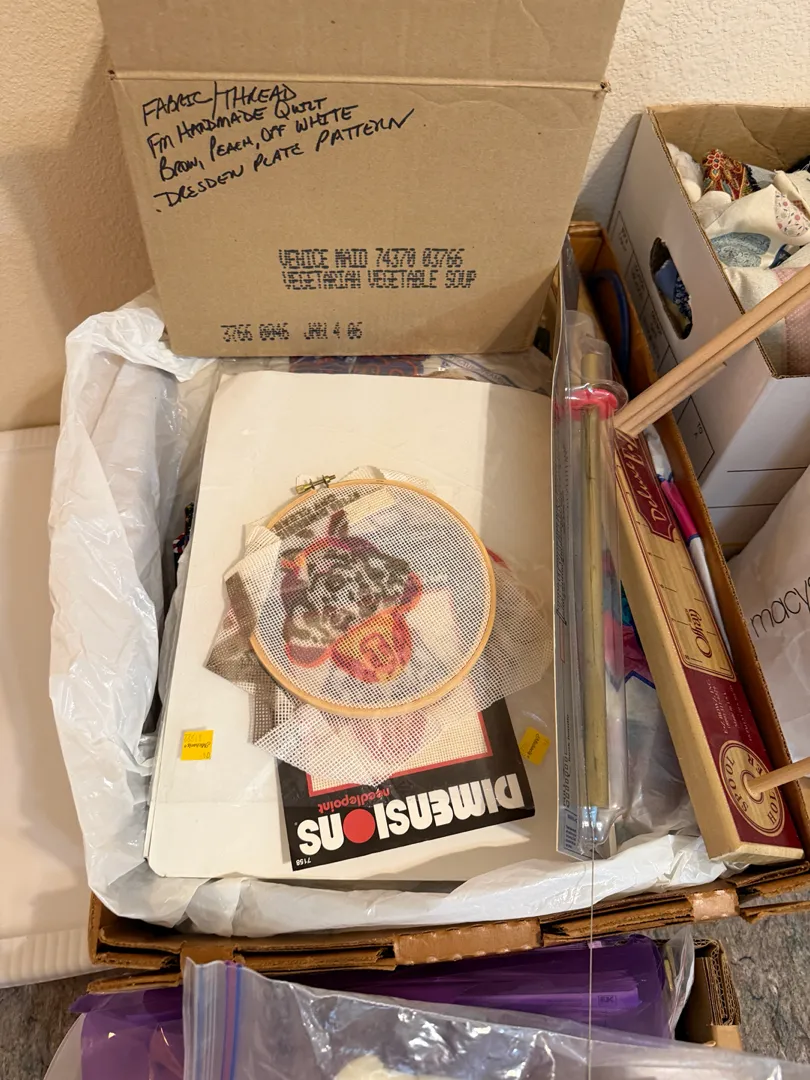 FABRIC/THREAD
FM HANDMADE QUILT
BROWN, PEACH, OFF WHITE
DRESDEN PLATE PATTERN
VENICE MAID 74370 03766
VEGETARIAN VEGETABLE SOUP
3766 0046 JAN 4 06
macy's
DIMENSIONS
needlepoint
7158